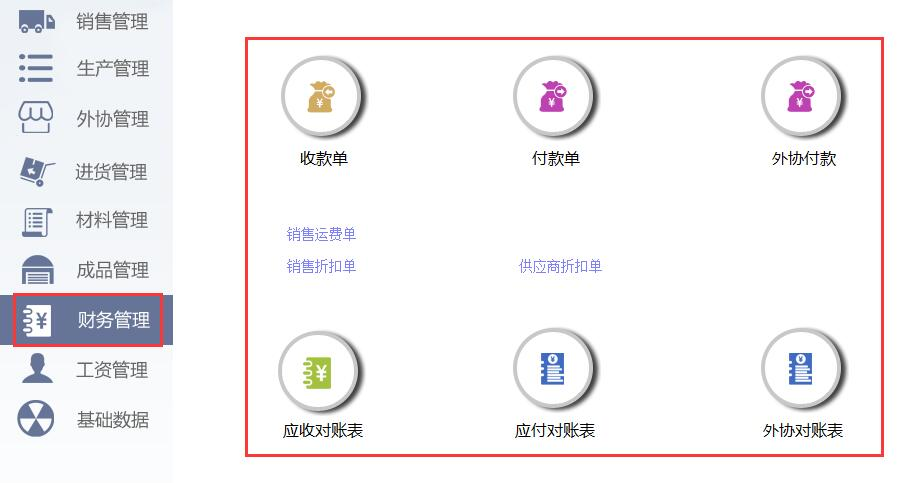 销售管理
生产管理
外协管理
进货管理
材料管理
成品管理
财务管理
工资管理
基础数据
收款单
付款单
外协付款
销售运费单
销售折扣单
供应商折扣单
应收对账表
应付对账表
外协对账表